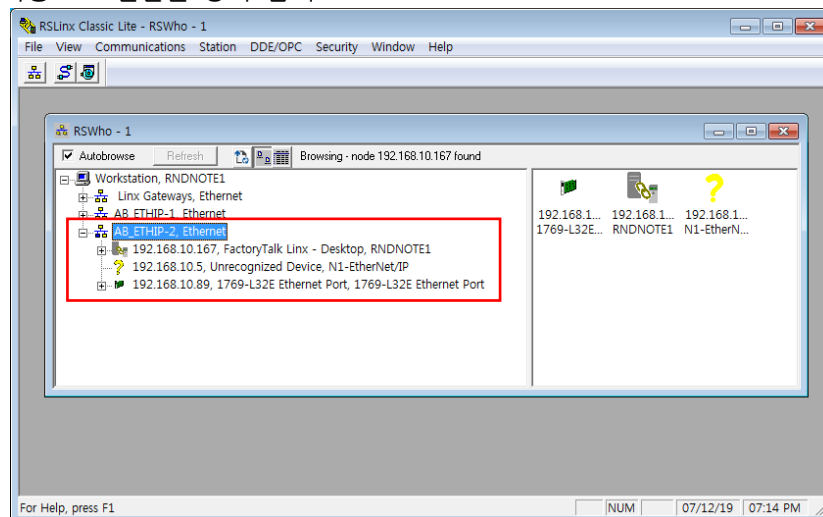 RSLinx Classic Lite - RSWho - 1
File View Communications Station DDE/OPC Security Window Help
RSWho - 1
Autobrowse Refresh Browsing - node 192.168.10.167 found
Workstation, RNDNOTE1
Linx Gateways, Ethernet
AB_ETHIP-1, Ethernet
AB_ETHIP-2, Ethernet
192.168.10.167, FactoryTalk Linx - Desktop, RNDNOTE1
192.168.10.5, Unrecognized Device, N1-EtherNet/IP
192.168.10.89, 1769-L32E Ethernet Port, 1769-L32E Ethernet Port
192.168.1... 192.168.1... 192.168.1...
1769-L32E... RNDNOTE1 N1-EtherN...
For Help, press F1 NUM 07/12/19 07:14 PM